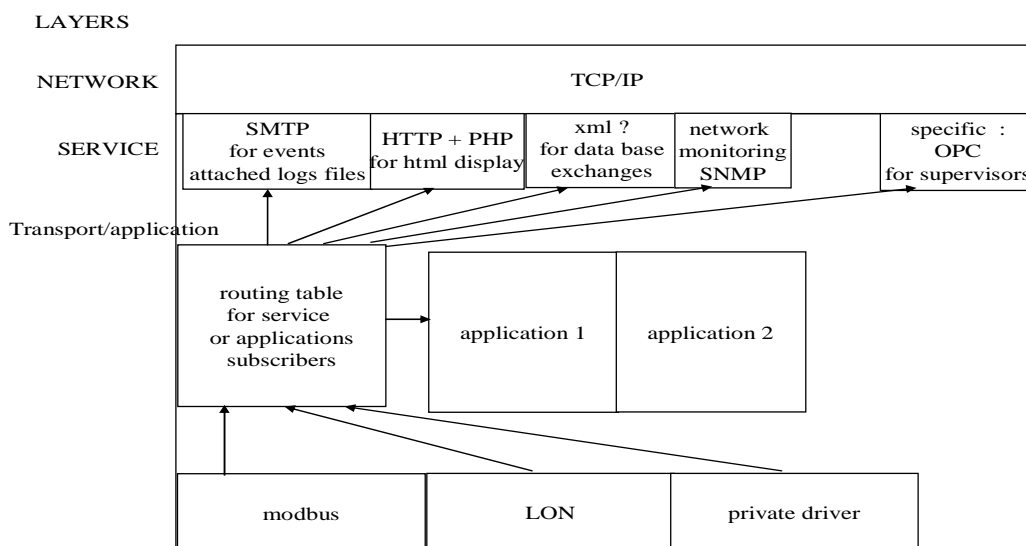 LAYERS
NETWORK
TCP/IP
SERVICE
SMTP
for events
attached logs files
HTTP + PHP
for html display
xml ?
for data base
exchanges
network
monitoring
SNMP
specific :
OPC
for supervisors
Transport/application
routing table
for service
or applications
subscribers
application 1
application 2
modbus
LON
private driver